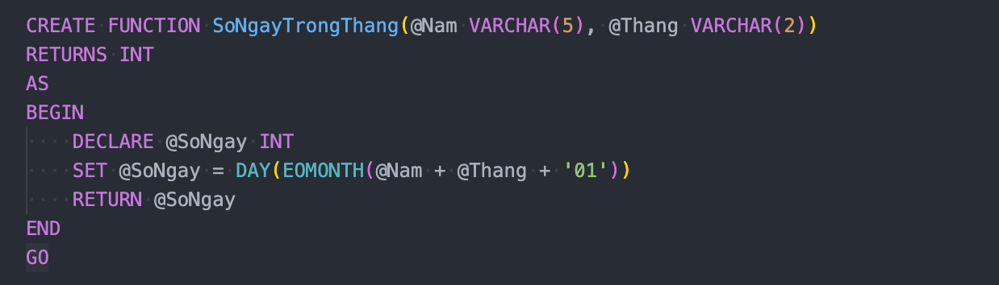 CREATE FUNCTION SoNgayTrongThang(@Nam VARCHAR(5), @Thang VARCHAR(2))
RETURNS INT
AS
BEGIN
    DECLARE @SoNgay INT
    SET @SoNgay = DAY(EOMONTH(@Nam + @Thang + '01'))
    RETURN @SoNgay
END
GO